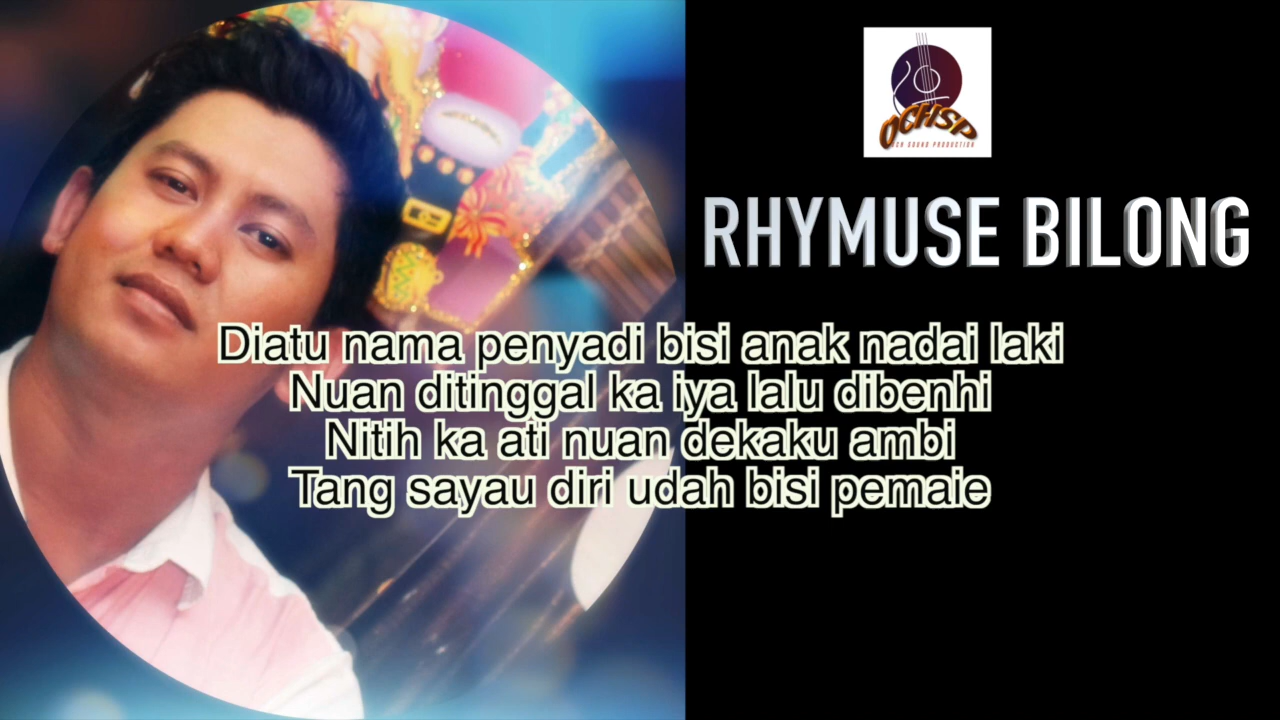 OCHSP
RHYMUSE BILONG
Diatu nama penyadi bisi anak nadai laki
Nuan ditinggal ka iya lalu dibenhi
Nitih ka ati nuan dekaku ambi
Tang sayau diri udah bisi pemaie